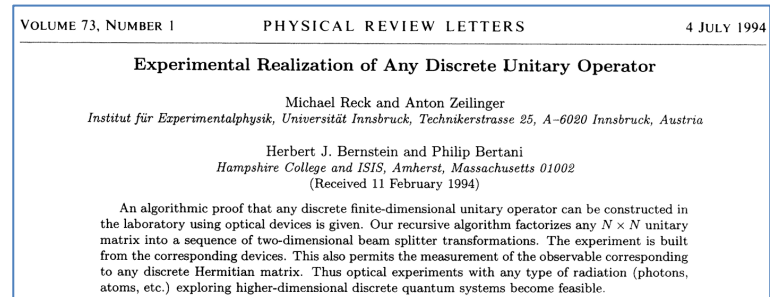 VOLUME 73, NUMBER 1 PHYSICAL REVIEW LETTERS 4 JULY 1994
Experimental Realization of Any Discrete Unitary Operator
Michael Reck and Anton Zeilinger
Institut für Experimentalphysik, Universität Innsbruck, Technikerstrasse 25, A–6020 Innsbruck, Austria
Herbert J. Bernstein and Philip Bertani
Hampshire College and ISIS, Amherst, Massachusetts 01002
(Received 11 February 1994)
An algorithmic proof that any discrete finite-dimensional unitary operator can be constructed in
the laboratory using optical devices is given. Our recursive algorithm factorizes any N × N unitary
matrix into a sequence of two-dimensional beam splitter transformations. The experiment is built
from the corresponding devices. This also permits the measurement of the observable corresponding
to any discrete Hermitian matrix. Thus optical experiments with any type of radiation (photons,
atoms, etc.) exploring higher-dimensional discrete quantum systems become feasible.